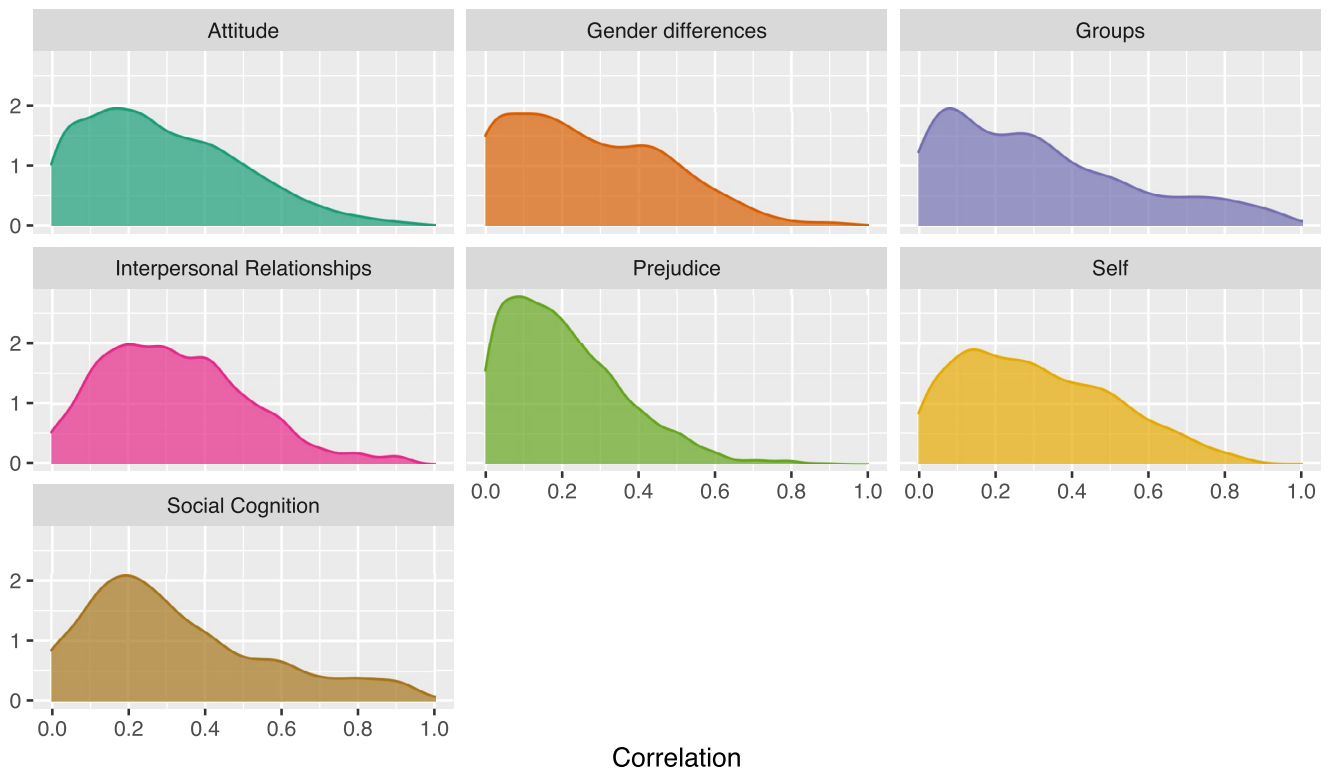 Attitude Gender differences Groups
2
1
0
Interpersonal Relationships Prejudice Self
2
1
0
0.0 0.2 0.4 0.6 0.8 1.0 0.0 0.2 0.4 0.6 0.8 1.0
Social Cognition
2
1
0
0.0 0.2 0.4 0.6 0.8 1.0
Correlation